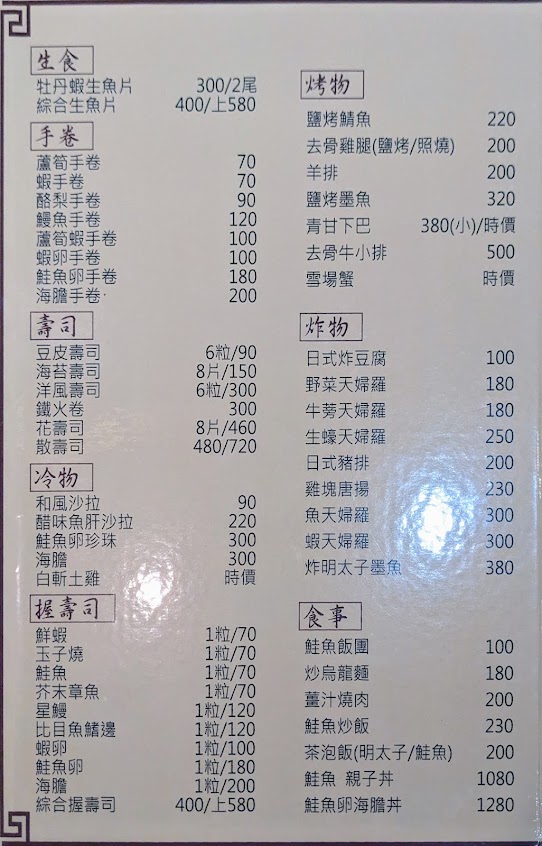 生食
牡丹蝦生魚片 300/2尾
綜合生魚片 400/上580
手卷
蘆筍手卷 70
蝦手卷 70
酪梨手卷 90
鰻魚手卷 120
蘆筍蝦手卷 100
蝦卵手卷 100
鮭魚卵手卷 180
海膽手卷 200
壽司
豆皮壽司 6粒/90
海苔壽司 8片/150
洋風壽司 6粒/300
鐵火卷 300
花壽司 8片/460
散壽司 480/720
冷物
和風沙拉 90
醋味魚肝沙拉 220
鮭魚卵珍珠 300
海膽 300
白斬土雞 時價
握壽司
鮮蝦 1粒/70
玉子燒 1粒/70
鮭魚 1粒/70
芥末章魚 1粒/70
星鰻 1粒/120
比目魚鰭邊 1粒/120
蝦卵 1粒/100
鮭魚卵 1粒/180
海膽 1粒/200
綜合握壽司 400/上580
烤物
鹽烤鯖魚 220
去骨雞腿(鹽烤/照燒) 200
羊排 200
鹽烤墨魚 320
青甘下巴 380(小)/時價
去骨牛小排 500
雪場蟹 時價
炸物
日式炸豆腐 100
野菜天婦羅 180
牛蒡天婦羅 180
生蠔天婦羅 250
日式豬排 200
雞塊唐揚 230
魚天婦羅 300
蝦天婦羅 300
炸明太子墨魚 380
食事
鮭魚飯團 100
炒烏龍麵 180
薑汁燒肉 200
鮭魚炒飯 230
茶泡飯(明太子/鮭魚) 200
鮭魚 親子丼 1080
鮭魚卵海膽丼 1280